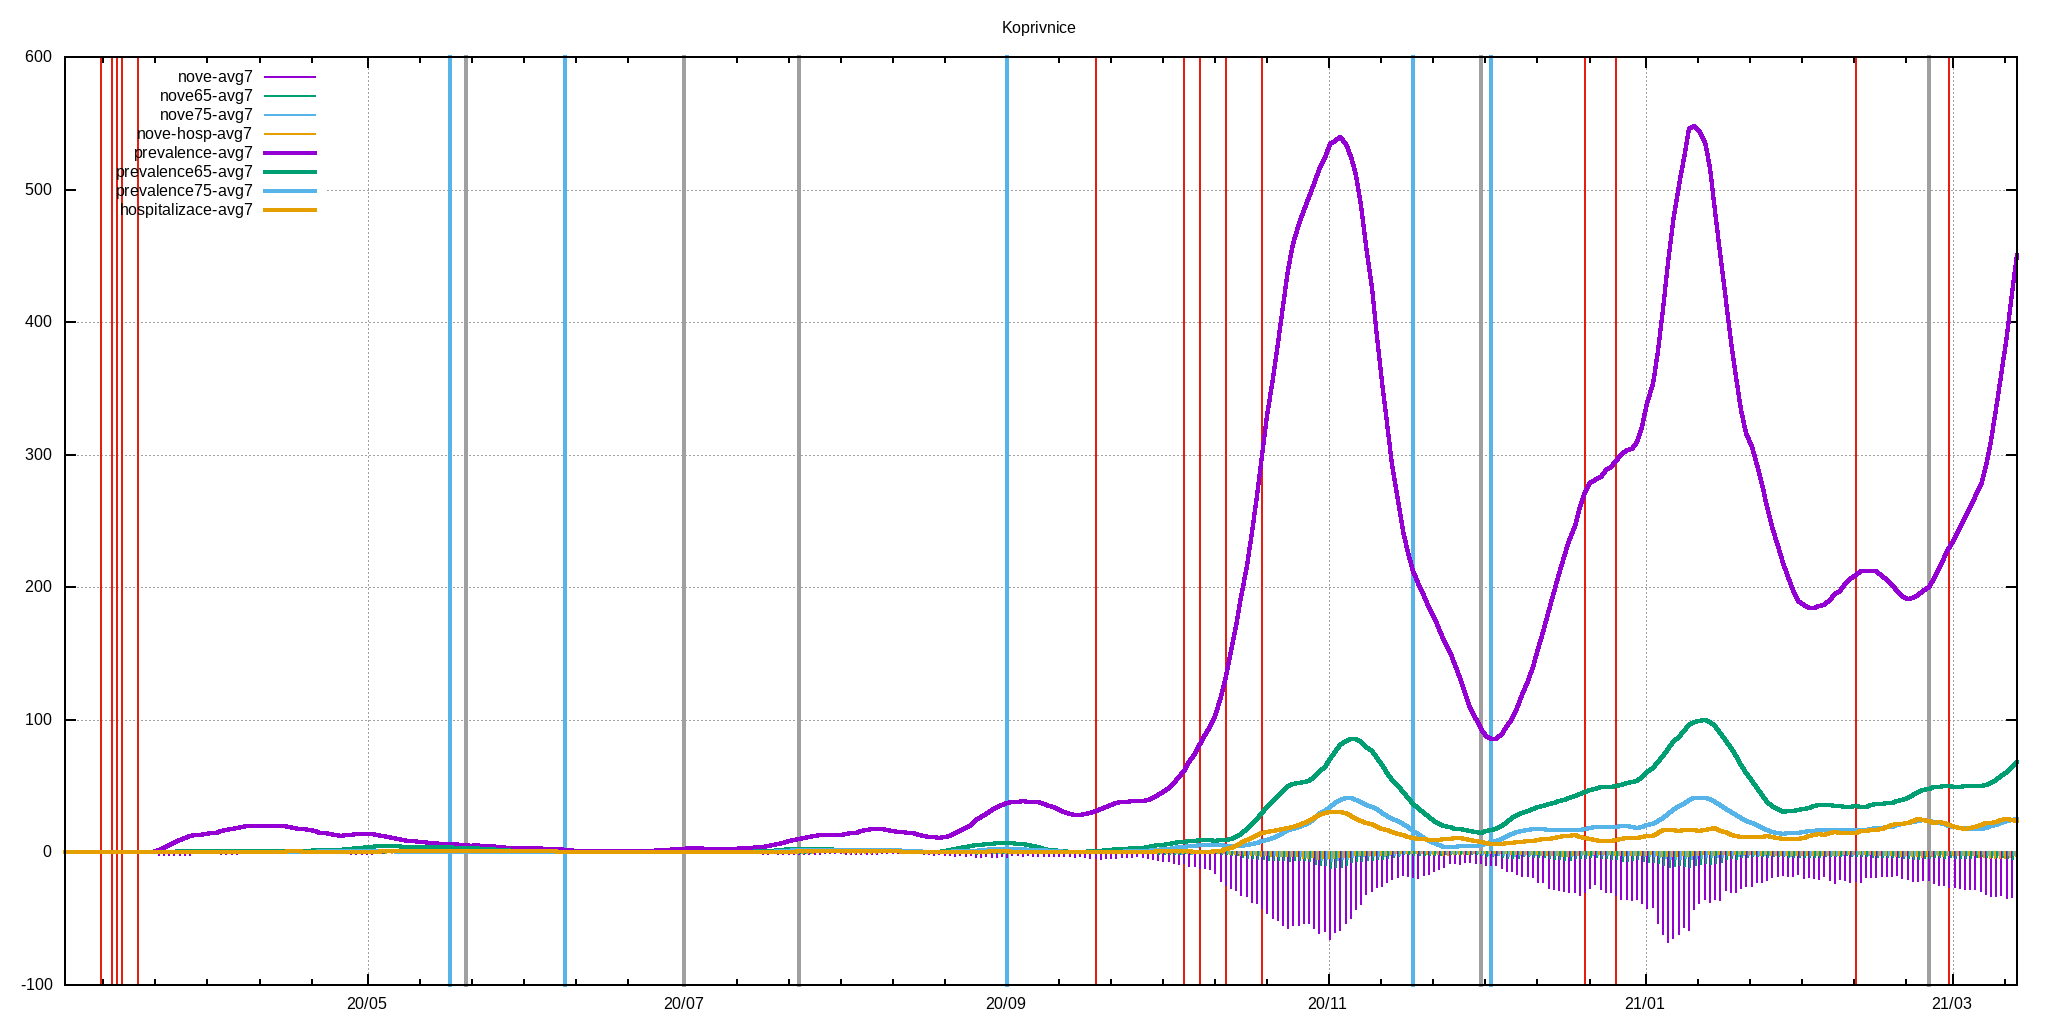 Koprivnice
600
500
400
300
200
100
0
-100
nove-avg7
nove65-avg7
nove75-avg7
nove-hosp-avg7
prevalence-avg7
prevalence65-avg7
prevalence75-avg7
hospitalizace-avg7
20/05
20/07
20/09
20/11
21/01
21/03